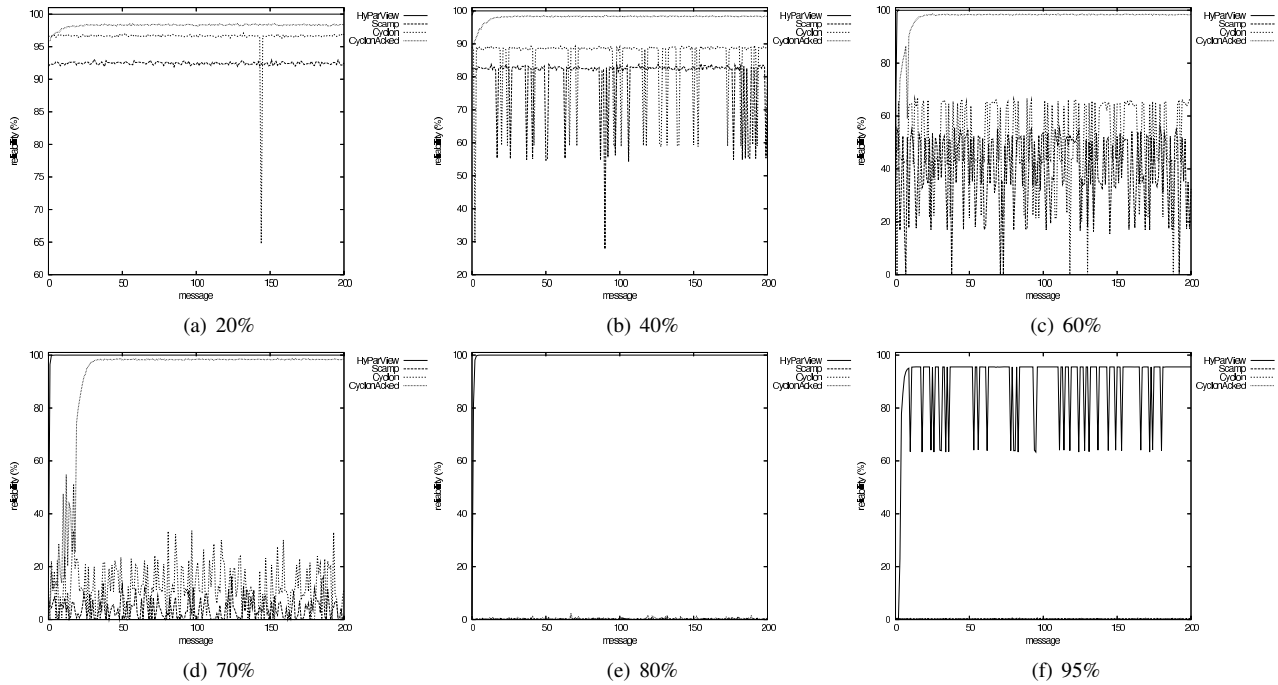 100
95
90
85
80
75
70
65
60
0
50
100
150
200
reliability (%)
message
HyParView
Scamp
Cyclon
CyclonAcked
(a) 20%
100
90
80
70
60
50
40
30
20
0
50
100
150
200
reliability (%)
message
HyParView
Scamp
Cyclon
CyclonAcked
(b) 40%
100
80
60
40
20
0
0
50
100
150
200
reliability (%)
message
HyParView
Scamp
Cyclon
CyclonAcked
(c) 60%
100
80
60
40
20
0
0
50
100
150
200
reliability (%)
message
HyParView
Scamp
Cyclon
CyclonAcked
(d) 70%
100
80
60
40
20
0
0
50
100
150
200
reliability (%)
message
HyParView
Scamp
Cyclon
CyclonAcked
(e) 80%
100
80
60
40
20
0
0
50
100
150
200
reliability (%)
message
HyParView
Scamp
Cyclon
CyclonAcked
(f) 95%